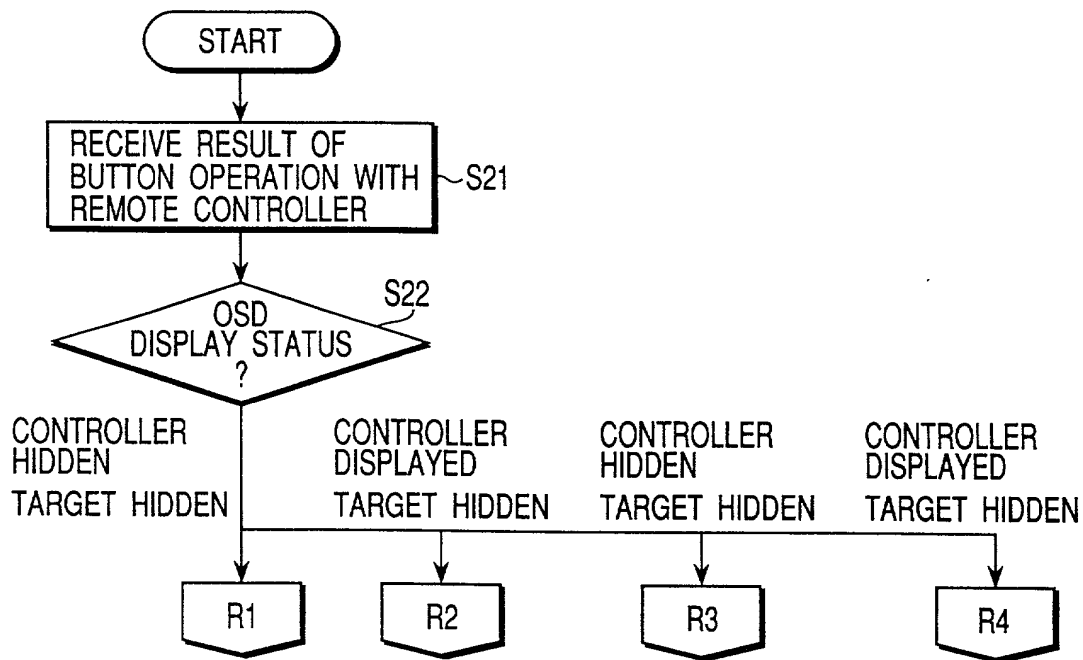 START
RECEIVE RESULT OF
BUTTON OPERATION WITH
REMOTE CONTROLLER
S21
S22
OSD
DISPLAY STATUS
?
CONTROLLER
HIDDEN
TARGET HIDDEN
CONTROLLER
DISPLAYED
TARGET HIDDEN
CONTROLLER
HIDDEN
TARGET HIDDEN
CONTROLLER
DISPLAYED
TARGET HIDDEN
R1
R2
R3
R4